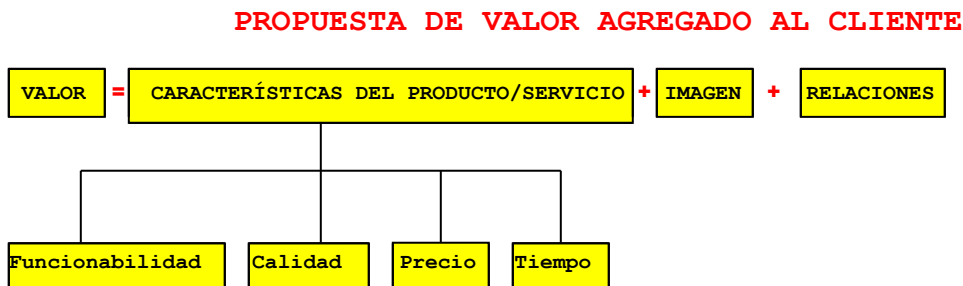 PROPUESTA DE VALOR AGREGADO AL CLIENTE
VALOR = CARACTERÍSTICAS DEL PRODUCTO/SERVICIO + IMAGEN + RELACIONES
Funcionabilidad Calidad Precio Tiempo